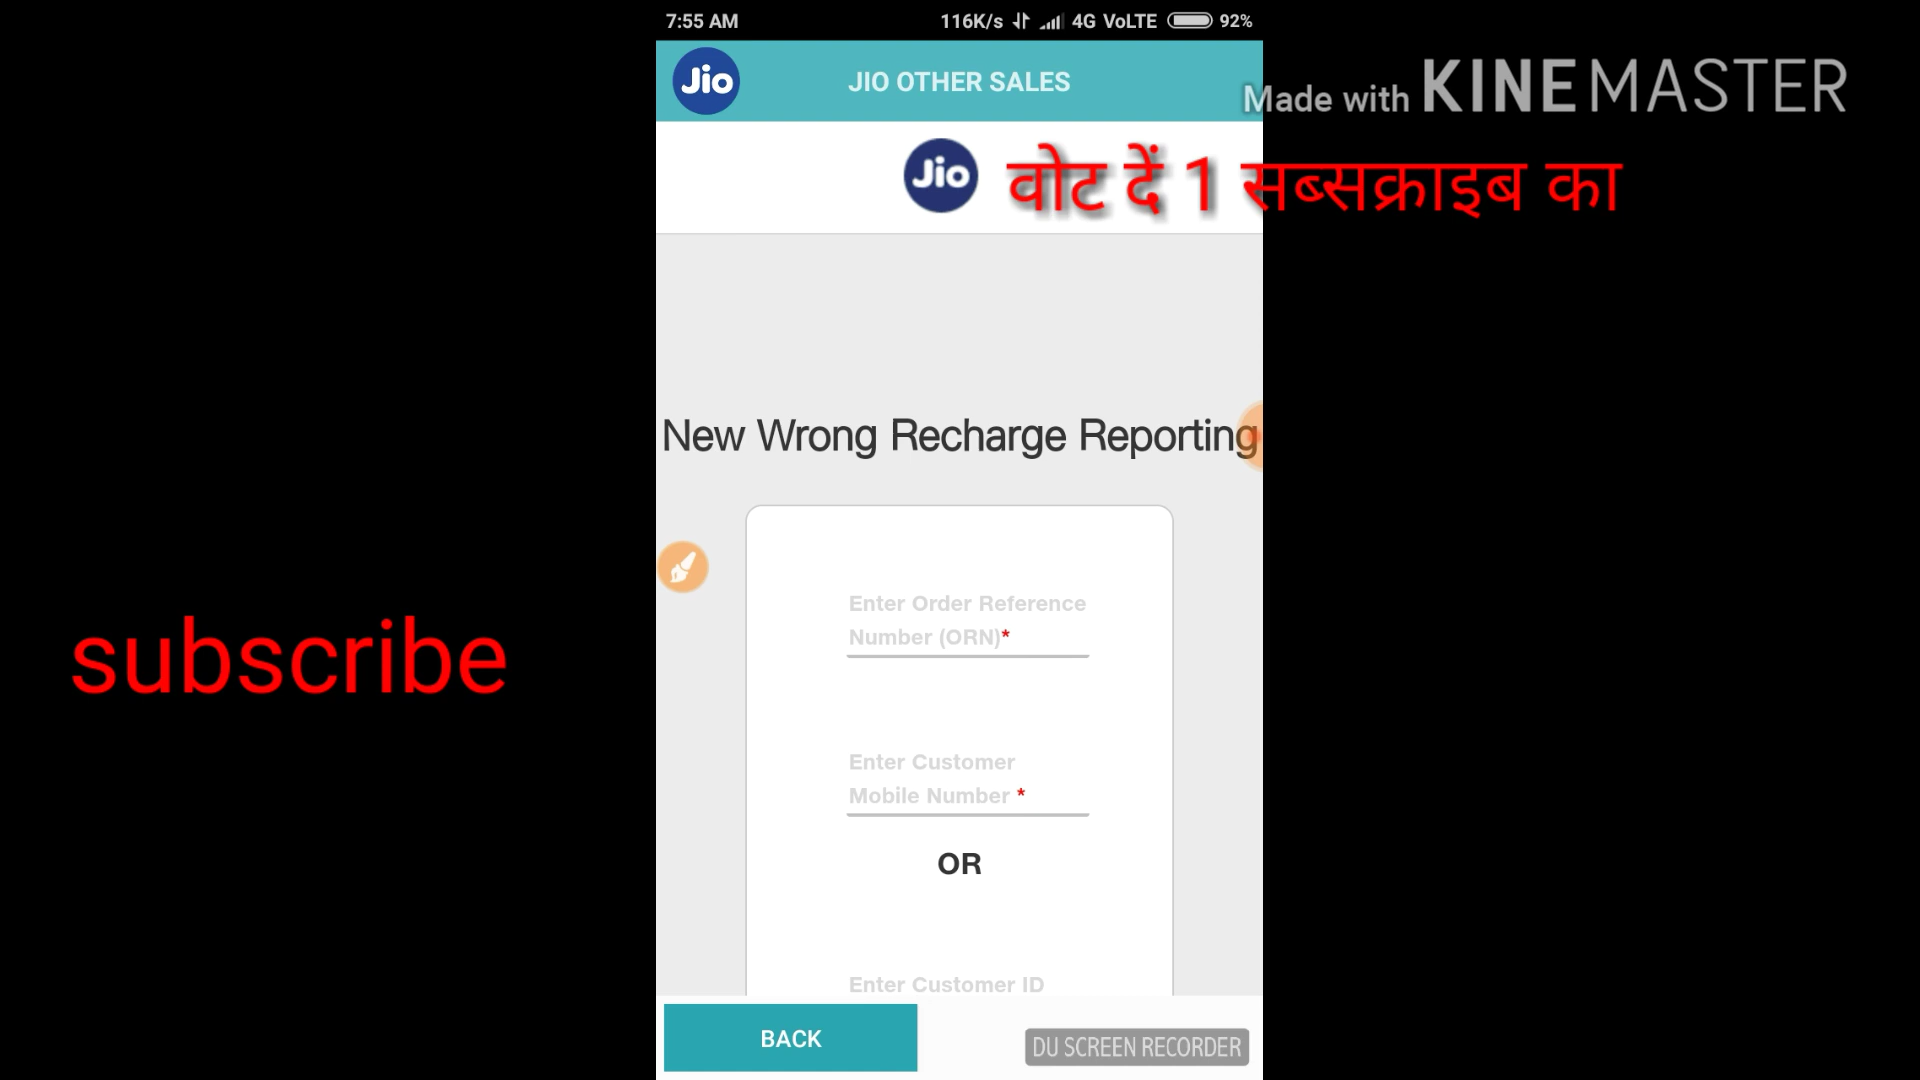 7:55 AM 116K/s 4G VoLTE 92%
Jio JIO OTHER SALES
Made with KINEMASTER
Jio वोट दें 1 सब्सक्राइब का
New Wrong Recharge Reporting
Enter Order Reference
Number (ORN)*
subscribe
Enter Customer
Mobile Number *
OR
Enter Customer ID
BACK
DU SCREEN RECORDER